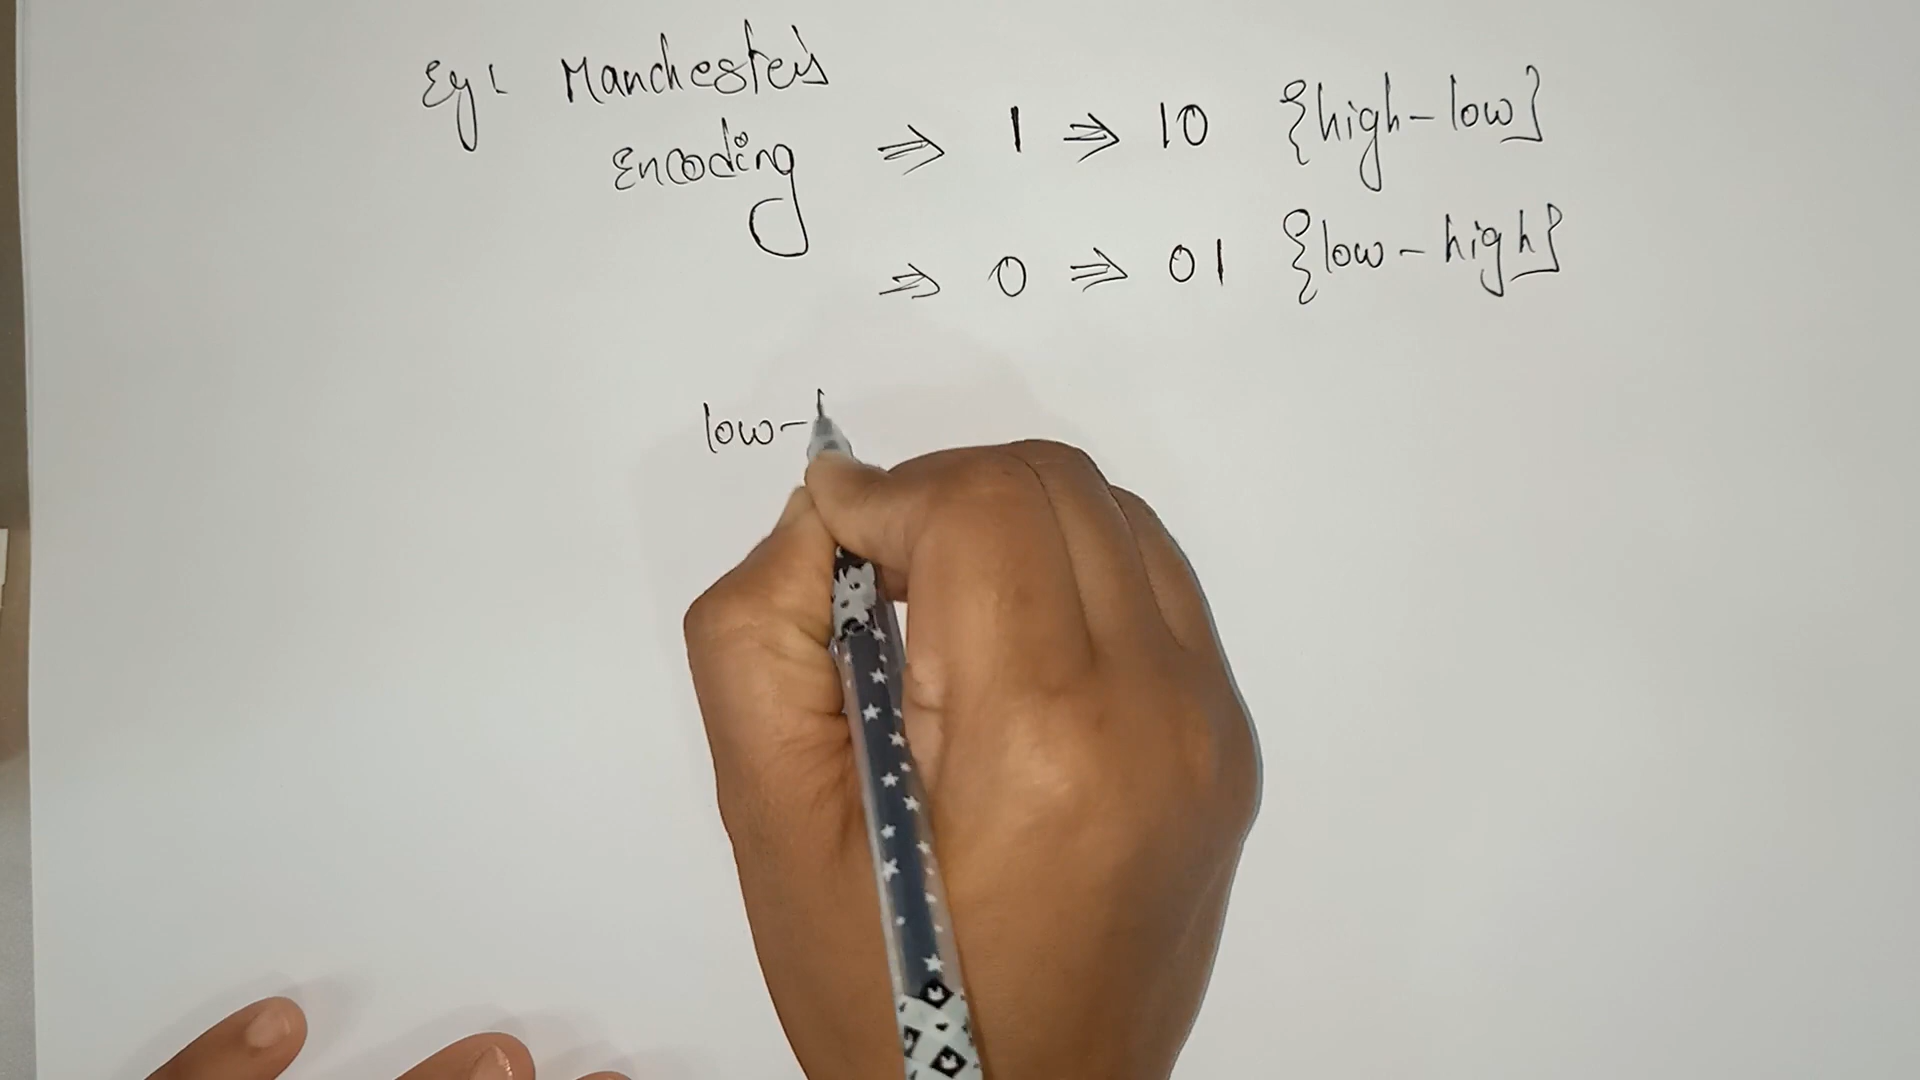 Eg: Manchester's
Encoding ⇒ 1 ⇒ 10 {high-low}
⇒ 0 ⇒ 01 {low-high}
low-